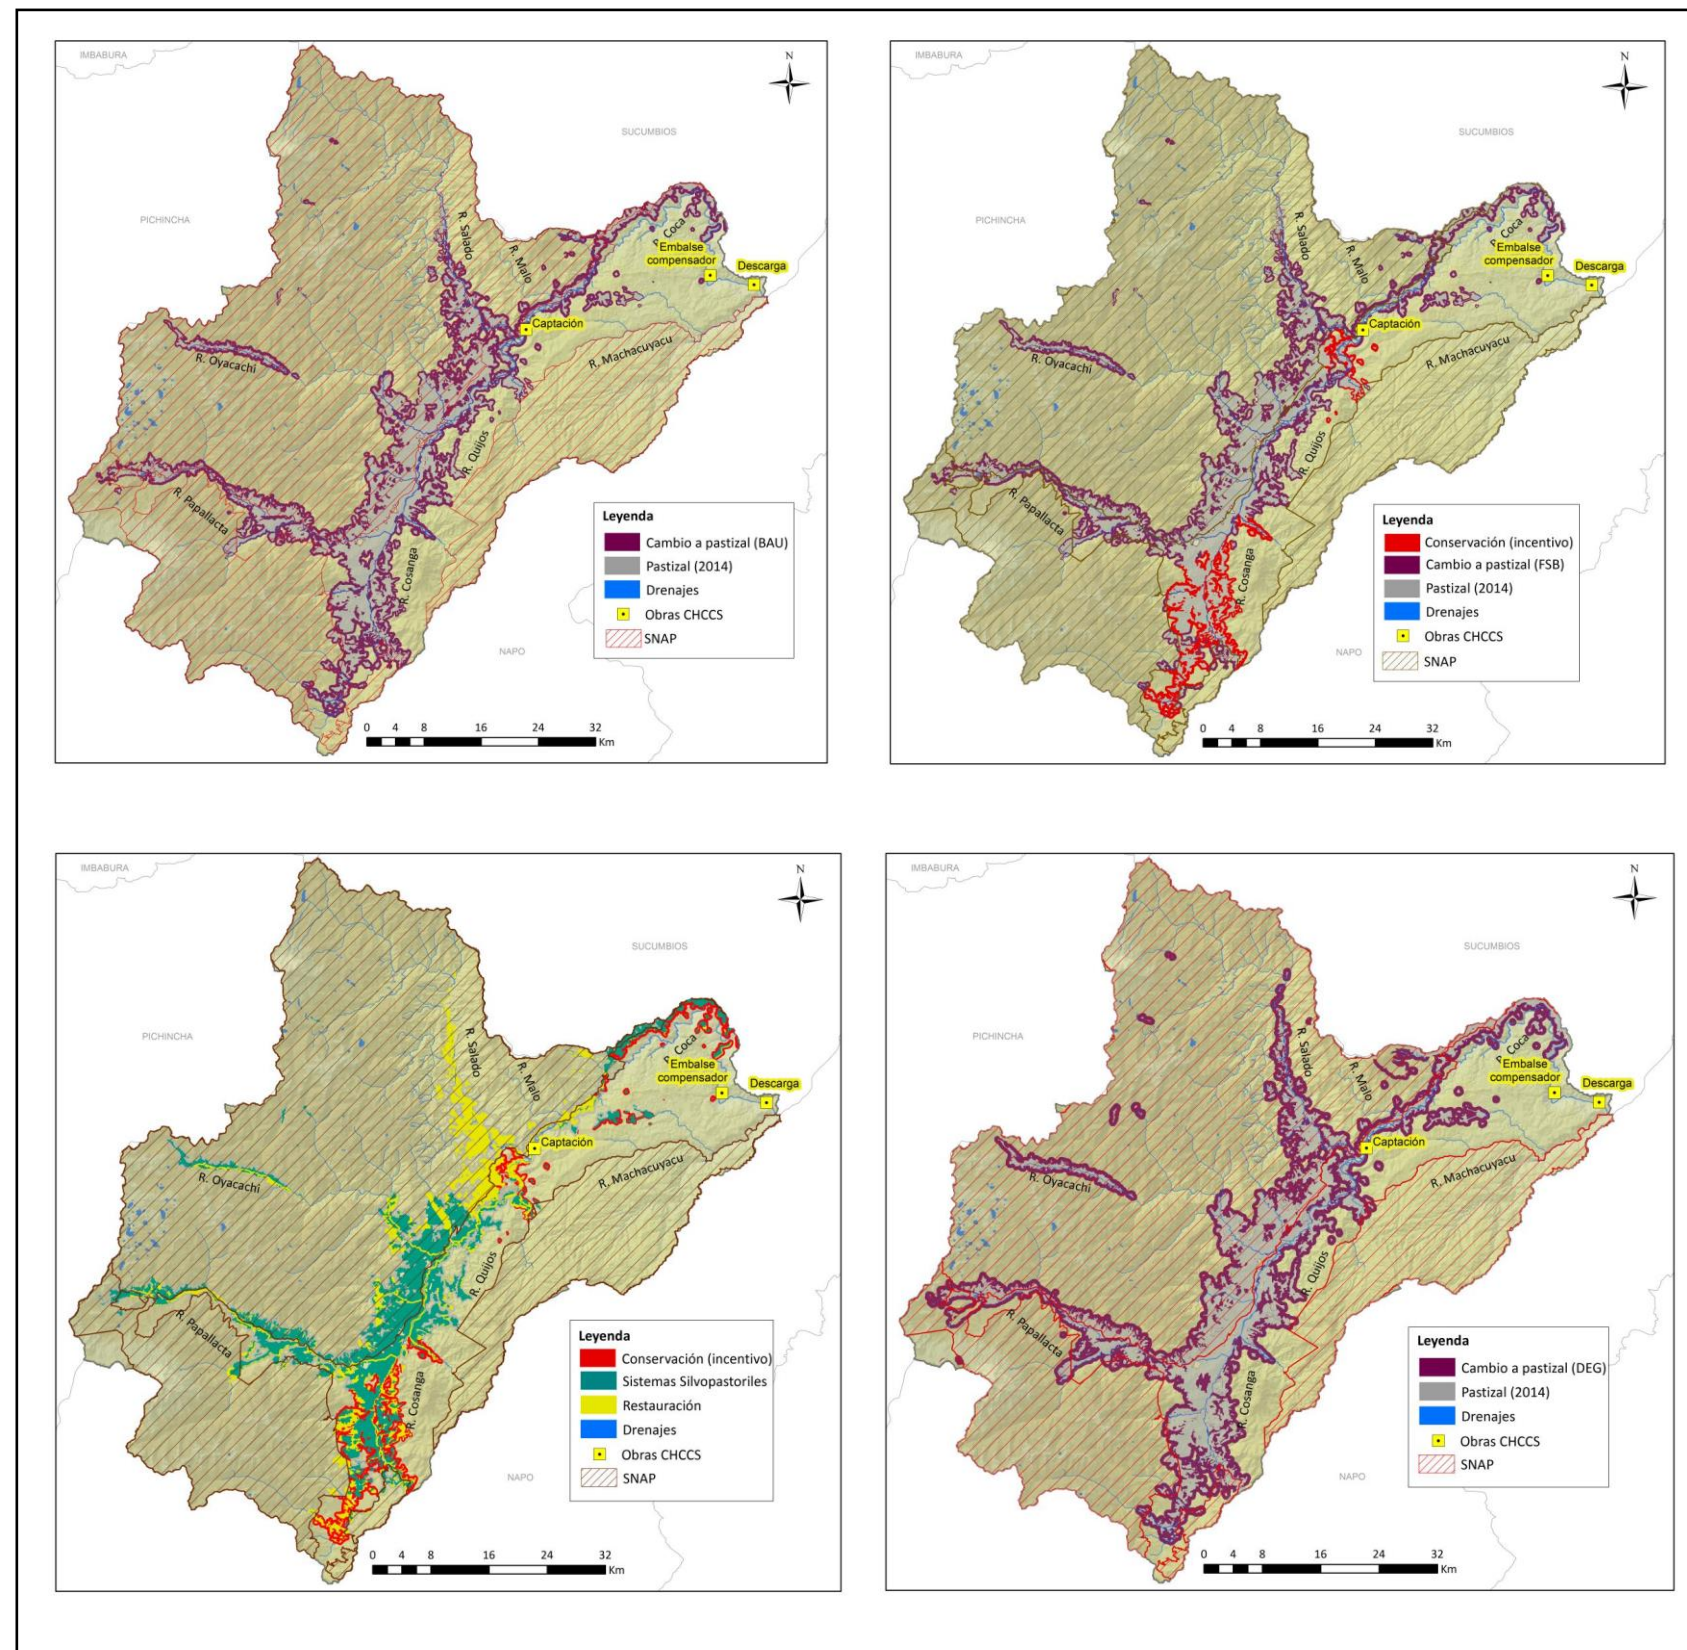 IMBABURA
N
SUCUMBIOS
PICHINCHA
R. Salado
R. Malo
R. Coca
Embalse
compensador
Descarga
Captación
R. Oyacachi
R. Machacuyacu
R. Quijos
R. Papallacta
R. Cosanga
NAPO
Leyenda
Cambio a pastizal (BAU)
Pastizal (2014)
Drenajes
Obras CHCCS
SNAP
0 4 8 16 24 32
Km
IMBABURA
N
SUCUMBIOS
PICHINCHA
R. Salado
R. Malo
R. Coca
Embalse
compensador
Descarga
Captación
R. Oyacachi
R. Machacuyacu
R. Quijos
R. Papallacta
R. Cosanga
NAPO
Leyenda
Conservación (incentivo)
Cambio a pastizal (FSB)
Pastizal (2014)
Drenajes
Obras CHCCS
SNAP
0 4 8 16 24 32
Km
IMBABURA
N
SUCUMBIOS
PICHINCHA
R. Salado
R. Malo
R. Coca
Embalse
compensador
Descarga
Captación
R. Oyacachi
R. Machacuyacu
R. Quijos
R. Papallacta
R. Cosanga
NAPO
Leyenda
Conservación (incentivo)
Sistemas Silvopastoriles
Restauración
Drenajes
Obras CHCCS
SNAP
0 4 8 16 24 32
Km
IMBABURA
N
SUCUMBIOS
PICHINCHA
R. Salado
R. Malo
R. Coca
Embalse
compensador
Descarga
Captación
R. Oyacachi
R. Machacuyacu
Quijos
R. Papallacta
R. Cosanga
NAPO
Leyenda
Cambio a pastizal (DEG)
Pastizal (2014)
Drenajes
Obras CHCCS
SNAP
0 4 8 16 24 32
Km